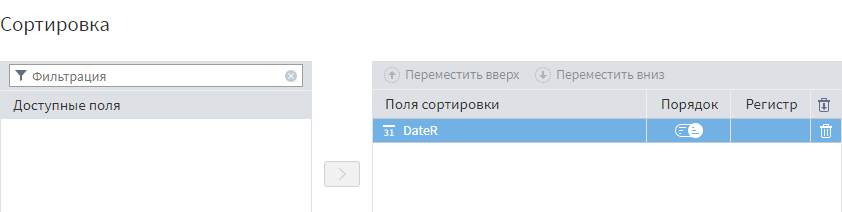 Сортировка
Фильтрация
Доступные поля
Переместить вверх Переместить вниз
Поля сортировки Порядок Регистр
31 DateR